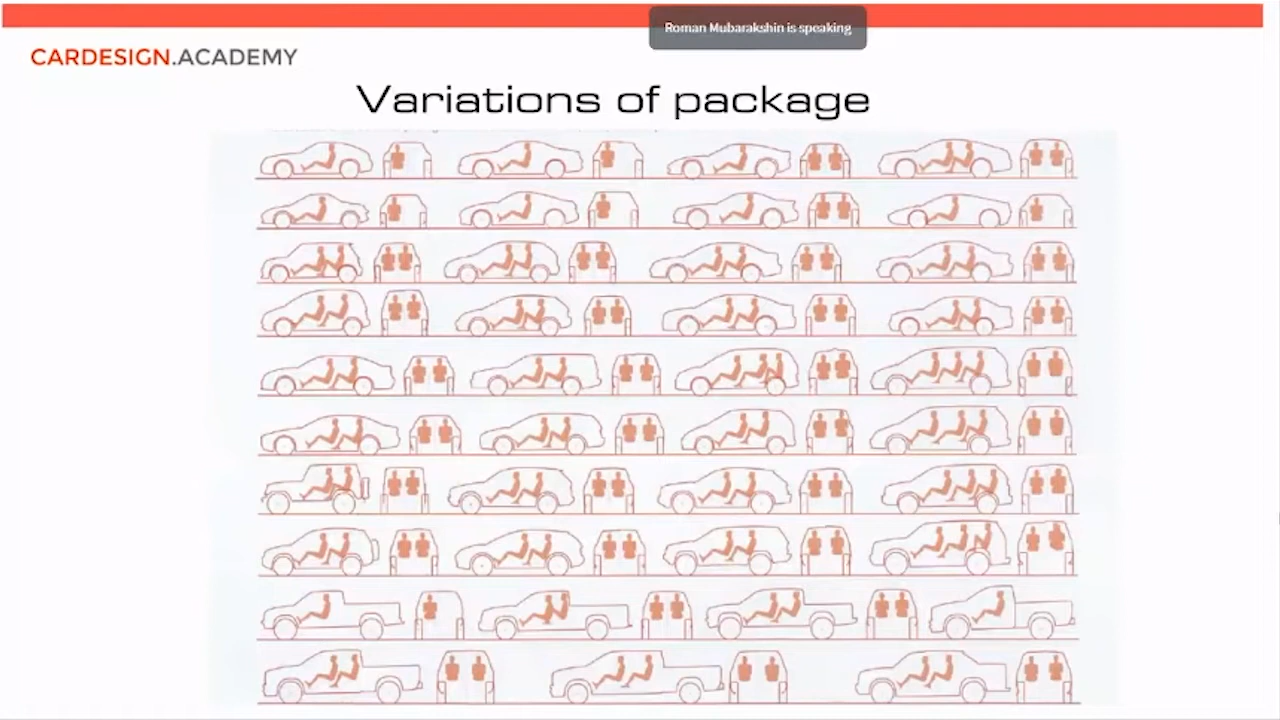 Roman Mubarakshin is speaking
CARDESIGN.ACADEMY
Variations of package